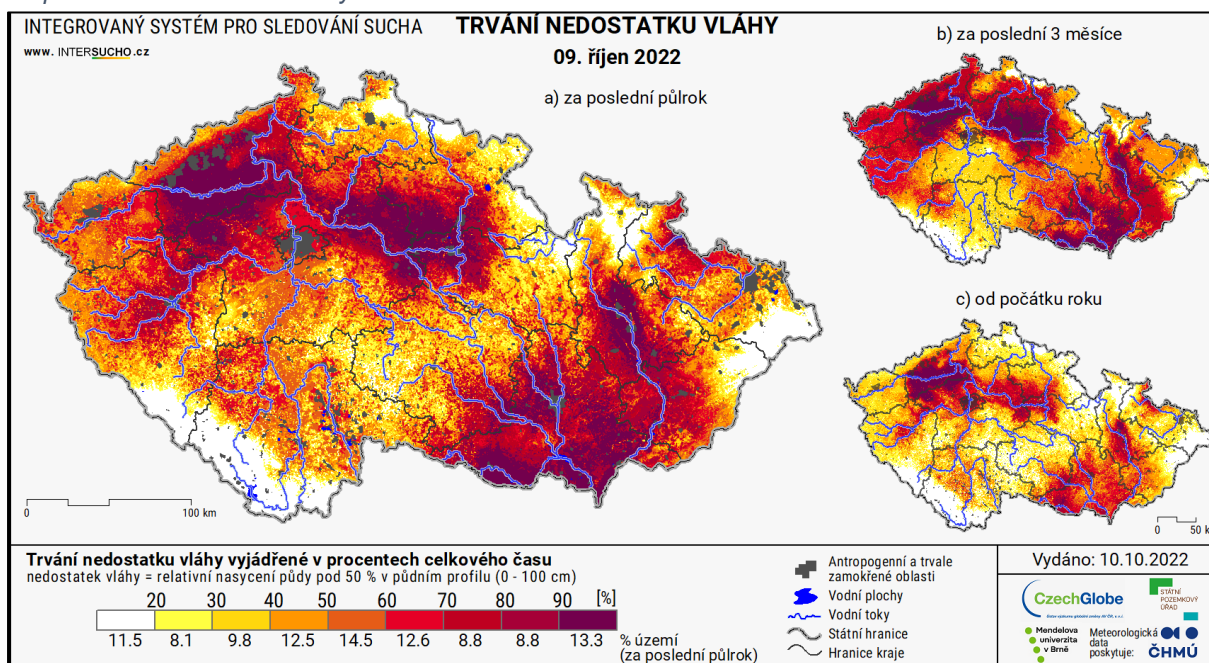 INTEGROVANÝ SYSTÉM PRO SLEDOVÁNÍ SUCHA
www. INTERSUCHO.cz
TRVÁNÍ NEDOSTATKU VLÁHY
09. říjen 2022
a) za poslední půlrok
b) za poslední 3 měsíce
c) od počátku roku
0 100 km
0 50 k
Trvání nedostatku vláhy vyjádřené v procentech celkového času
nedostatek vláhy = relativní nasycení půdy pod 50 % v půdním profilu (0 - 100 cm)
20 30 40 50 60 70 80 90 [%]
11.5 8.1 9.8 12.5 14.5 12.6 8.8 8.8 13.3 % území
(za poslední půlrok)
Antropogenní a trvale
zamokřené oblasti
Vodní plochy
Vodní toky
Státní hranice
Hranice kraje
Vydáno: 10.10.2022
CzechGlobe
STÁTNÍ
POZEMKOVÝ
ÚŘAD
Mendelova
univerzita
v Brně
Meteorologická
data
poskytuje:
ČHMÚ